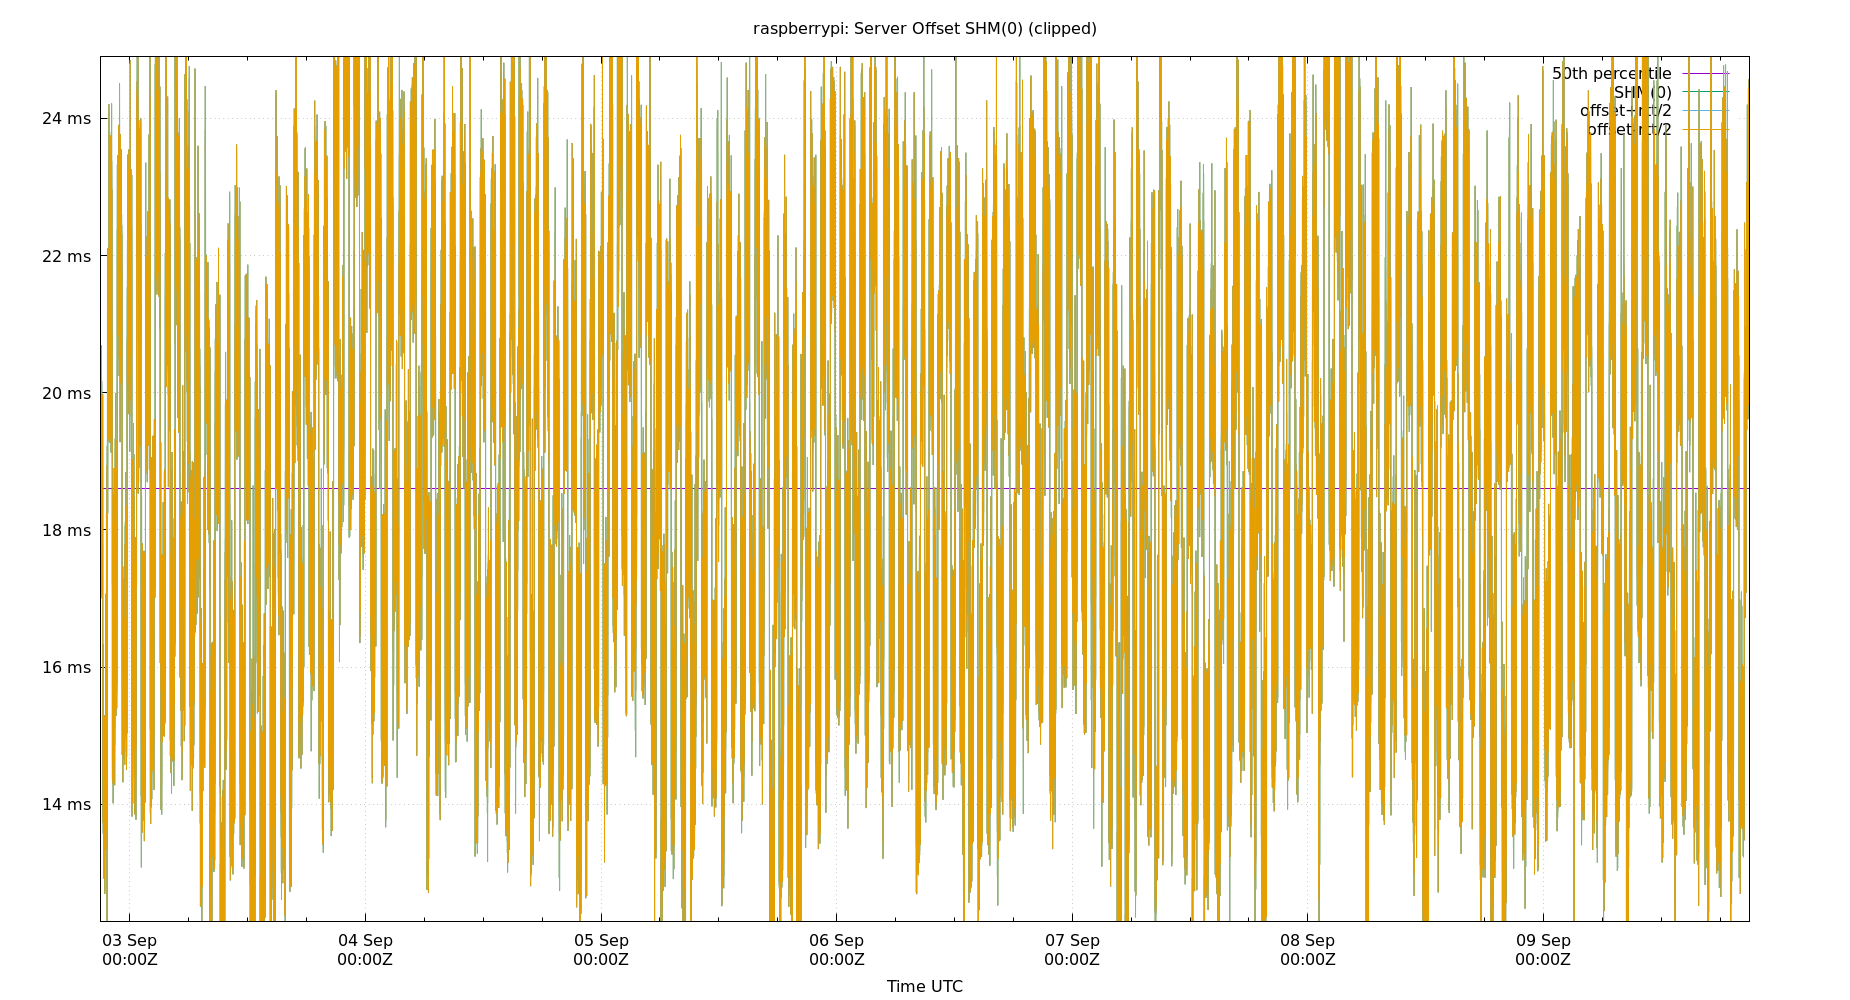 raspberrypi: Server Offset SHM(0) (clipped)
50th percentile
SHM(0)
offset+rtt/2
offset-rtt/2
24 ms
22 ms
20 ms
18 ms
16 ms
14 ms
03 Sep 04 Sep 05 Sep 06 Sep 07 Sep 08 Sep 09 Sep
00:00Z 00:00Z 00:00Z 00:00Z 00:00Z 00:00Z 00:00Z
Time UTC